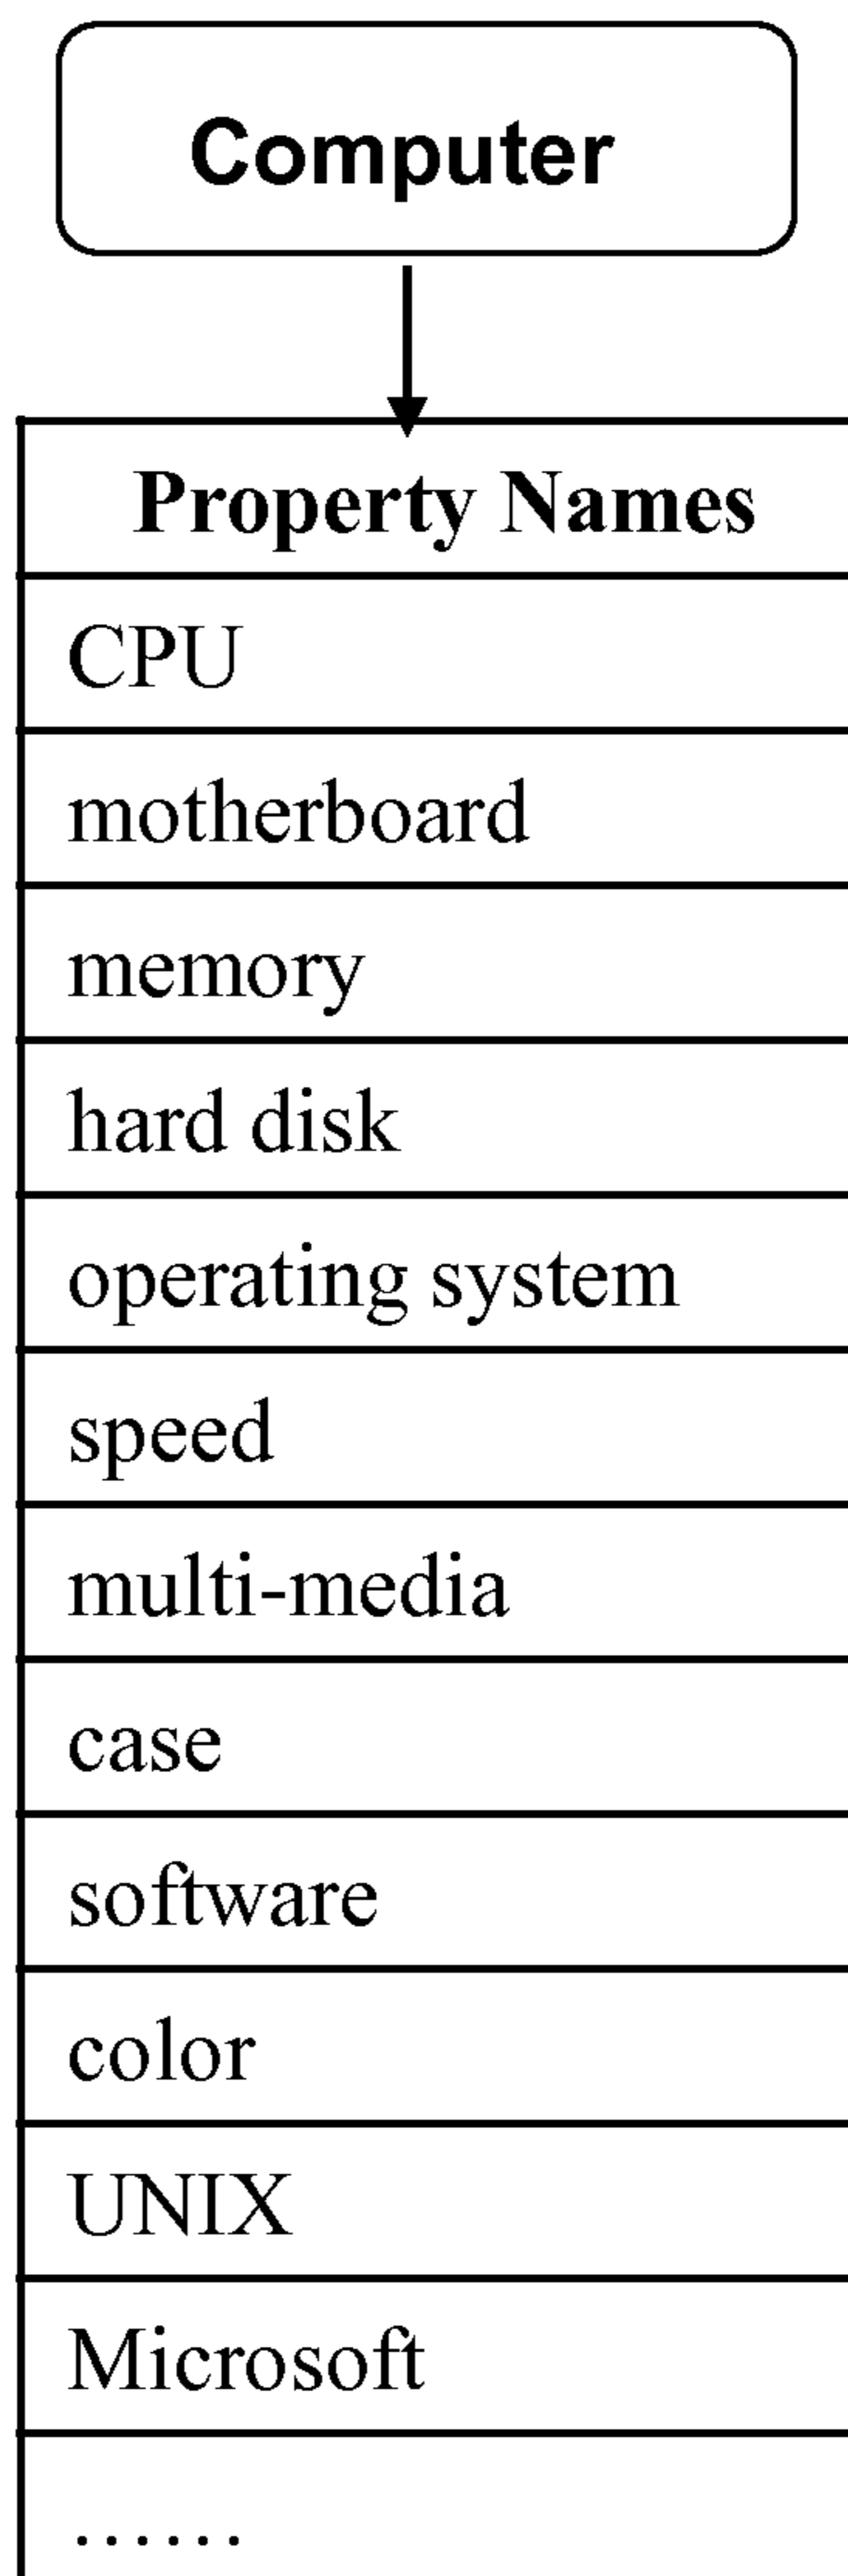 Computer
Property Names
CPU
motherboard
memory
hard disk
operating system
speed
multi-media
case
software
color
UNIX
Microsoft
......